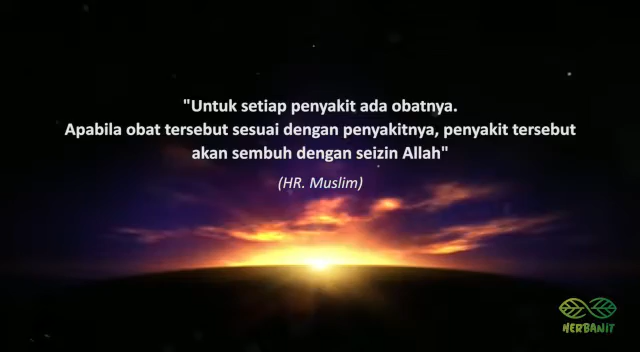 "Untuk setiap penyakit ada obatnya.
Apabila obat tersebut sesuai dengan penyakitnya, penyakit tersebut
akan sembuh dengan seizin Allah"
(HR. Muslim)
HERBANIT